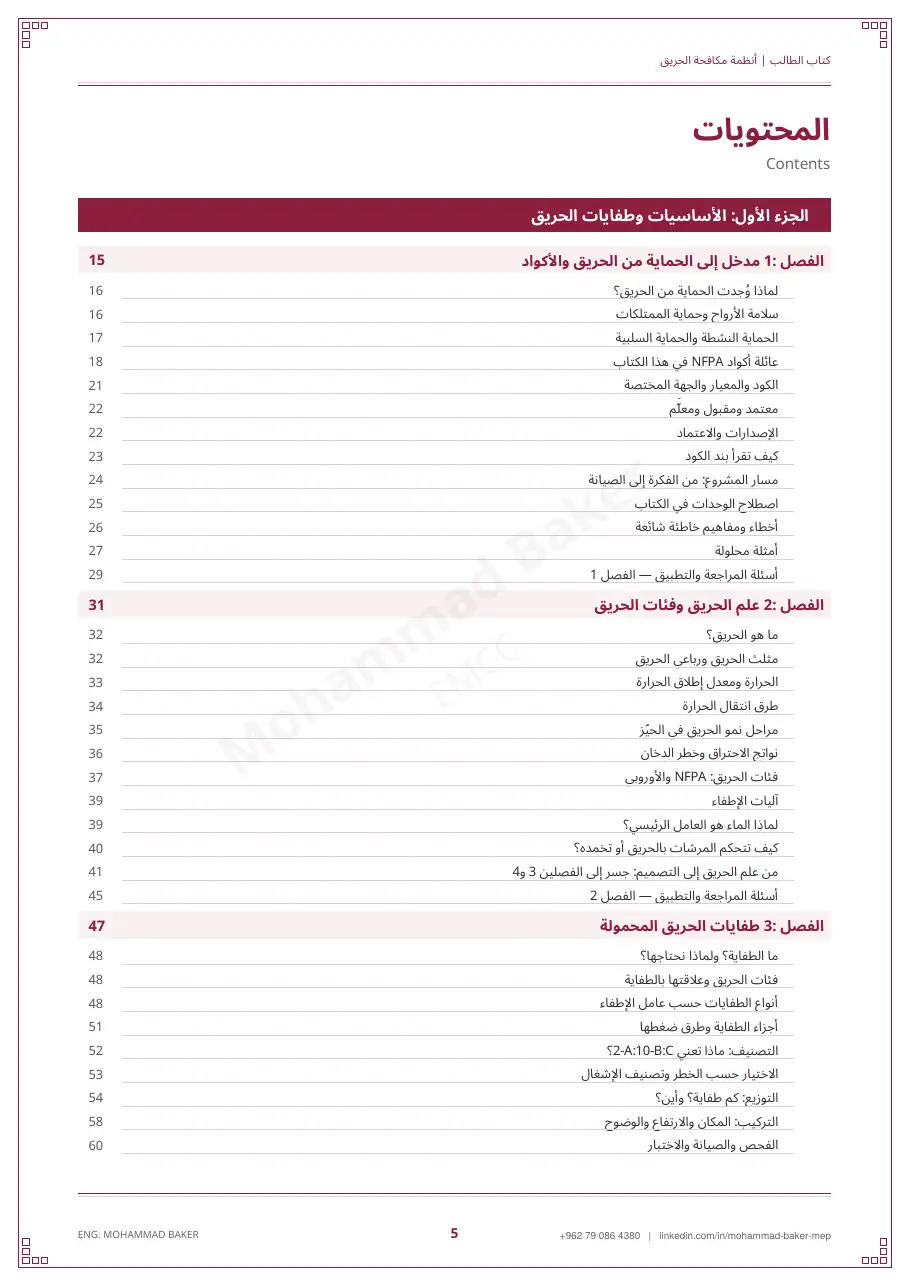 كتاب الطالب | أنظمة مكافحة الحريق
المحتويات
Contents
الجزء الأول: الأساسيات وطفايات الحريق
الفصل :1 مدخل إلى الحماية من الحريق والأكواد 15
لماذا وُجدت الحماية من الحريق؟ 16
سلامة الأرواح وحماية الممتلكات 16
الحماية النشطة والحماية السلبية 17
عائلة أكواد NFPA في هذا الكتاب 18
الكود والمعيار والجهة المختصة 21
معتمد ومقبول ومعلَّم 22
الإصدارات والاعتماد 22
كيف تقرأ بند الكود 23
مسار المشروع: من الفكرة إلى الصيانة 24
اصطلاح الوحدات في الكتاب 25
أخطاء ومفاهيم خاطئة شائعة 26
أمثلة محلولة 27
أسئلة المراجعة والتطبيق — الفصل 1 29
الفصل :2 علم الحريق وفئات الحريق 31
ما هو الحريق؟ 32
مثلث الحريق ورباعي الحريق 32
الحرارة ومعدل إطلاق الحرارة 33
طرق انتقال الحرارة 34
مراحل نمو الحريق في الحيّز 35
نواتج الاحتراق وخطر الدخان 36
فئات الحريق: NFPA والأوروبي 37
آليات الإطفاء 39
لماذا الماء هو العامل الرئيسي؟ 39
كيف تتحكم المرشات بالحريق أو تخمده؟ 40
من علم الحريق إلى التصميم: جسر إلى الفصلين 3 و4 41
أسئلة المراجعة والتطبيق — الفصل 2 45
الفصل :3 طفايات الحريق المحمولة 47
ما الطفاية؟ ولماذا نحتاجها؟ 48
فئات الحريق وعلاقتها بالطفاية 48
أنواع الطفايات حسب عامل الإطفاء 48
أجزاء الطفاية وطرق ضغطها 51
التصنيف: ماذا تعني 2-A:10-B:C؟ 52
الاختيار حسب الخطر وتصنيف الإشغال 53
التوزيع: كم طفاية؟ وأين؟ 54
التركيب: المكان والارتفاع والوضوح 58
الفحص والصيانة والاختبار 60
Mohammad Baker
EMCC
ENG. MOHAMMAD BAKER 5 +962 79 086 4380 | linkedin.com/in/mohammad-baker-mep